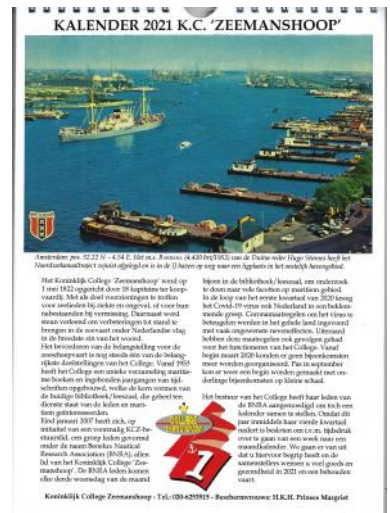 KALENDER 2021 K.C. 'ZEEMANSHOOP'
Amsterdam: pos. 52.22 N – 4.54 E. Het m.s. BARBARA (4.420 brt/1953) van de Duitse reder Hugo Stinnes heeft het
Noordzeekanaaltraject zojuist afgelegd en is in de IJ haven op weg naar een ligplaats in het oostelijk havengebied.
Het Koninklijk College 'Zeemanshoop' werd op
1 mei 1822 opgericht door 18 kapiteins ter koop-
vaardij. Met als doel voorzieningen te treffen
voor zeelieden bij ziekte en ongeval, of voor hun
nabestaanden bij vermissing. Daarnaast werd
steun verleend om verbeteringen tot stand te
brengen in de zeevaart onder Nederlandse vlag
in de breedste zin van het woord.
Het bevorderen van de belangstelling voor de
zeescheepvaart is nog steeds één van de belang-
rijkste doelstellingen van het College. Vanaf 1953
heeft het College een unieke verzameling maritie-
me boeken en ingebonden jaargangen van tijd-
schriften opgebouwd, welke de kern vormen van
de huidige bibliotheek/leeszaal, die geheel ten
dienste staat van de leden en mari-
tiem geïnteresseerden.
Eind januari 2007 heeft zich, op
initiatief van een voormalig KCZ-be-
stuurslid, een groep leden gevormd
onder de naam Benelux Nautical
Research Association (BNRA), allen
lid van het Koninklijk College 'Zee-
manshoop'. De BNRA leden komen
elke derde woensdag van de maand
bijeen in de bibliotheek/leeszaal, om onderzoek
te doen naar vele facetten op maritiem gebied.
In de loop van het eerste kwartaal van 2020 kreeg
het Covid-19 virus ook Nederland in een beklem-
mende greep. Coronamaatregelen om het virus te
beteugelen werden in het gehele land ingevoerd
met vaak ongewenste neveneffecten. Uiteraard
hebben deze maatregelen ook gevolgen gehad
voor het functioneren van het College. Vanaf
begin maart 2020 konden er geen bijeenkomsten
meer worden georganiseerd. Pas in september
kon er weer een begin worden gemaakt met on-
derlinge bijeenkomsten op kleine schaal.
Het bestuur van het College heeft haar leden van
de BNRA aangemoedigd om toch een
kalender samen te stellen. Omdat dit
jaar inmiddels haar vierde kwartaal
nadert is besloten om i.v.m. tijdsdruk
over te gaan van een week naar een
maandkalender. We gaan er van uit
dat u hiervoor begrip heeft en de
samenstellers wensen u veel goeds en
gezondheid in 2021 en een behouden
vaart.
Koninklijk College Zeemanshoop - Tel.: 020-6255915 - Beschermvrouwe: H.K.H. Prinses Margriet